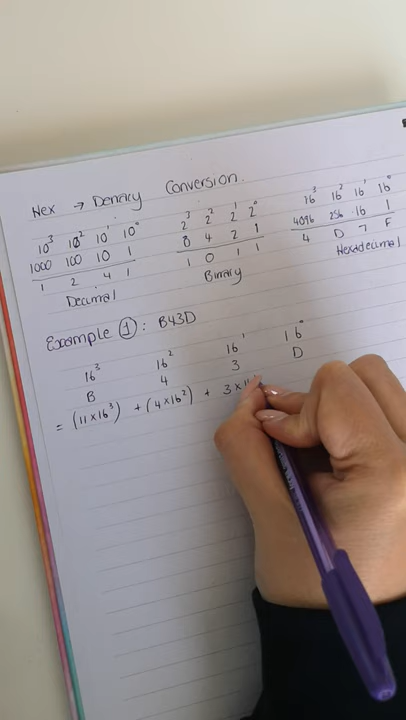 Hex → Denary Conversion.
10³ 10² 10¹ 10⁰ 2³ 2² 2¹ 2⁰ 16³ 16² 16¹ 16⁰
1000 100 10 1 8 4 2 1 4096 256 16 1
1 2 4 1 1 0 1 1 4 D 7 F
Decimal Binary Hexadecimal
Example ①: B43D
16³ 16² 16¹ 16⁰
B 4 3 D
= (11×16³) + (4×16²) + 3×1